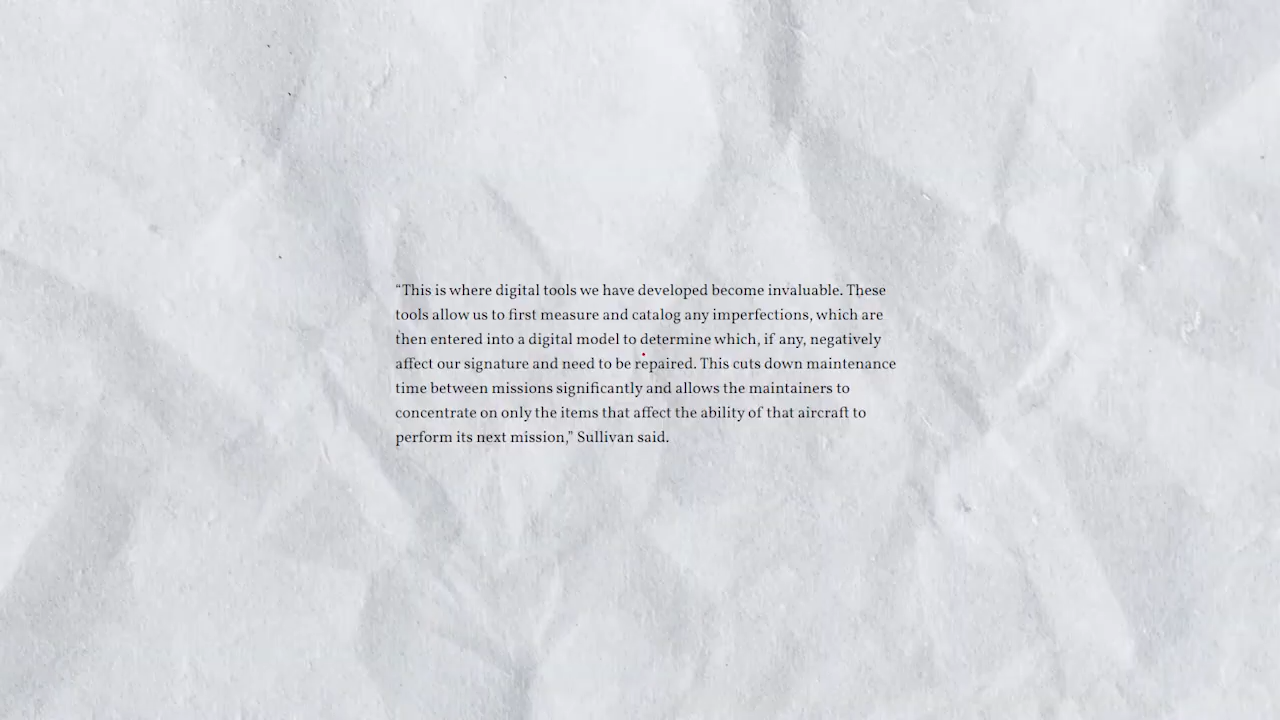 “This is where digital tools we have developed become invaluable. These
tools allow us to first measure and catalog any imperfections, which are
then entered into a digital model to determine which, if any, negatively
affect our signature and need to be repaired. This cuts down maintenance
time between missions significantly and allows the maintainers to
concentrate on only the items that affect the ability of that aircraft to
perform its next mission,” Sullivan said.